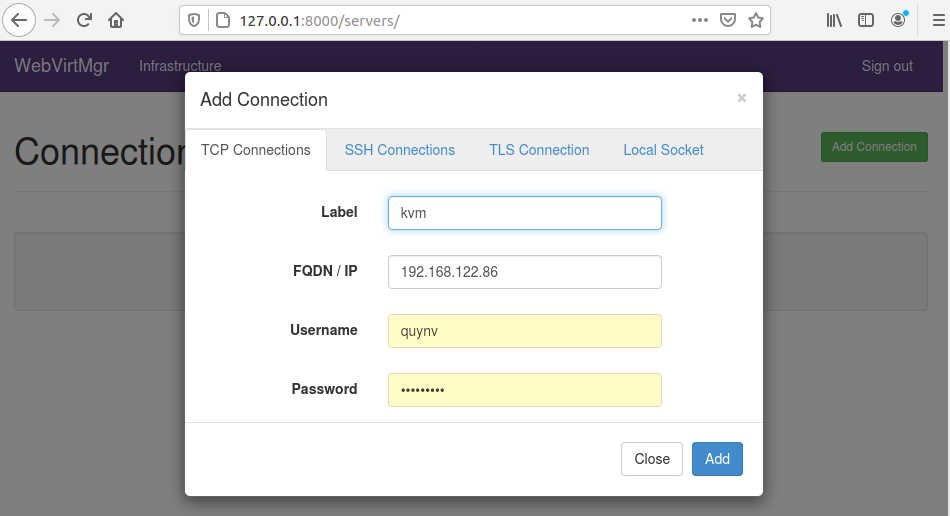 127.0.0.1:8000/servers/
WebVirtMgr Infrastructure Sign out
Add Connection ×
Connection
Add Connection
TCP Connections SSH Connections TLS Connection Local Socket
Label kvm
FQDN / IP 192.168.122.86
Username quynv
Password •••••••••
Close Add